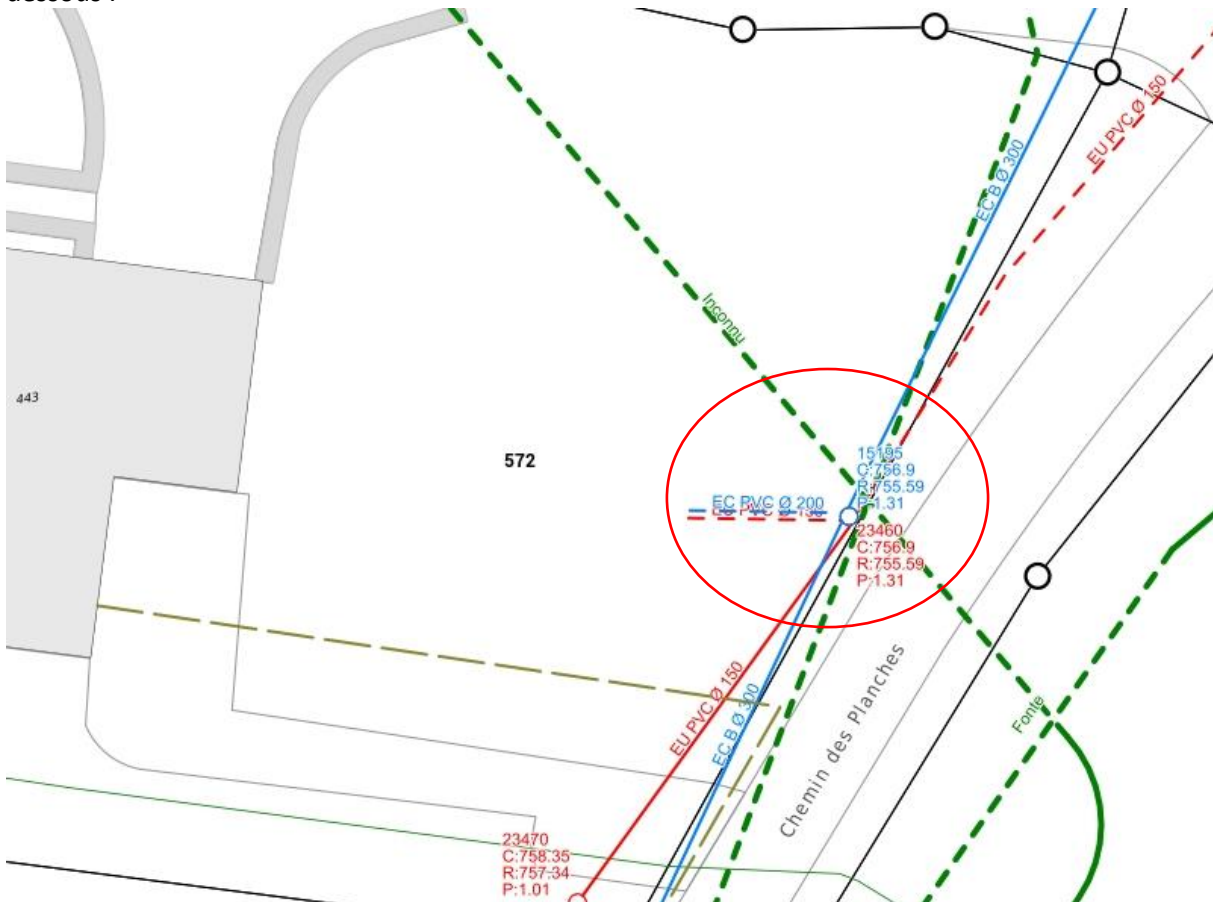 EU PVC Ø 150
EC B Ø 300
Inconnu
443
572
15195
C:756.9
R:755.59
P:1.31
EC PVC Ø 200
23460
C:756.9
R:755.59
P:1.31
EU PVC Ø 150
EC B Ø 300
Chemin des Planches
Fonte
23470
C:758.35
R:757.34
P:1.01